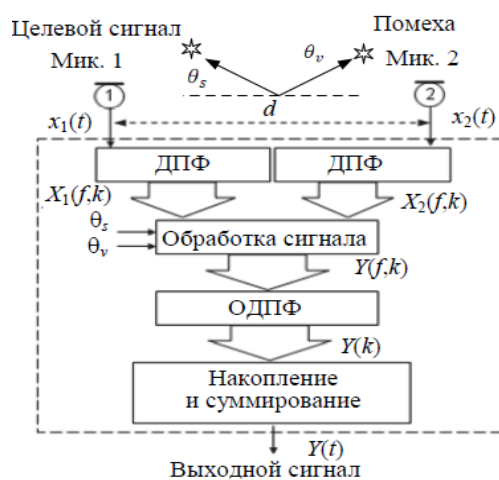 Целевой сигнал
Помеха
θv
Мик. 1
Мик. 2
θs
1
2
d
x1(t)
x2(t)
ДПФ
ДПФ
X1(f,k)
X2(f,k)
θs
θv
Обработка сигнала
Y(f,k)
ОДПФ
Y(k)
Накопление
и суммирование
Y(t)
Выходной сигнал